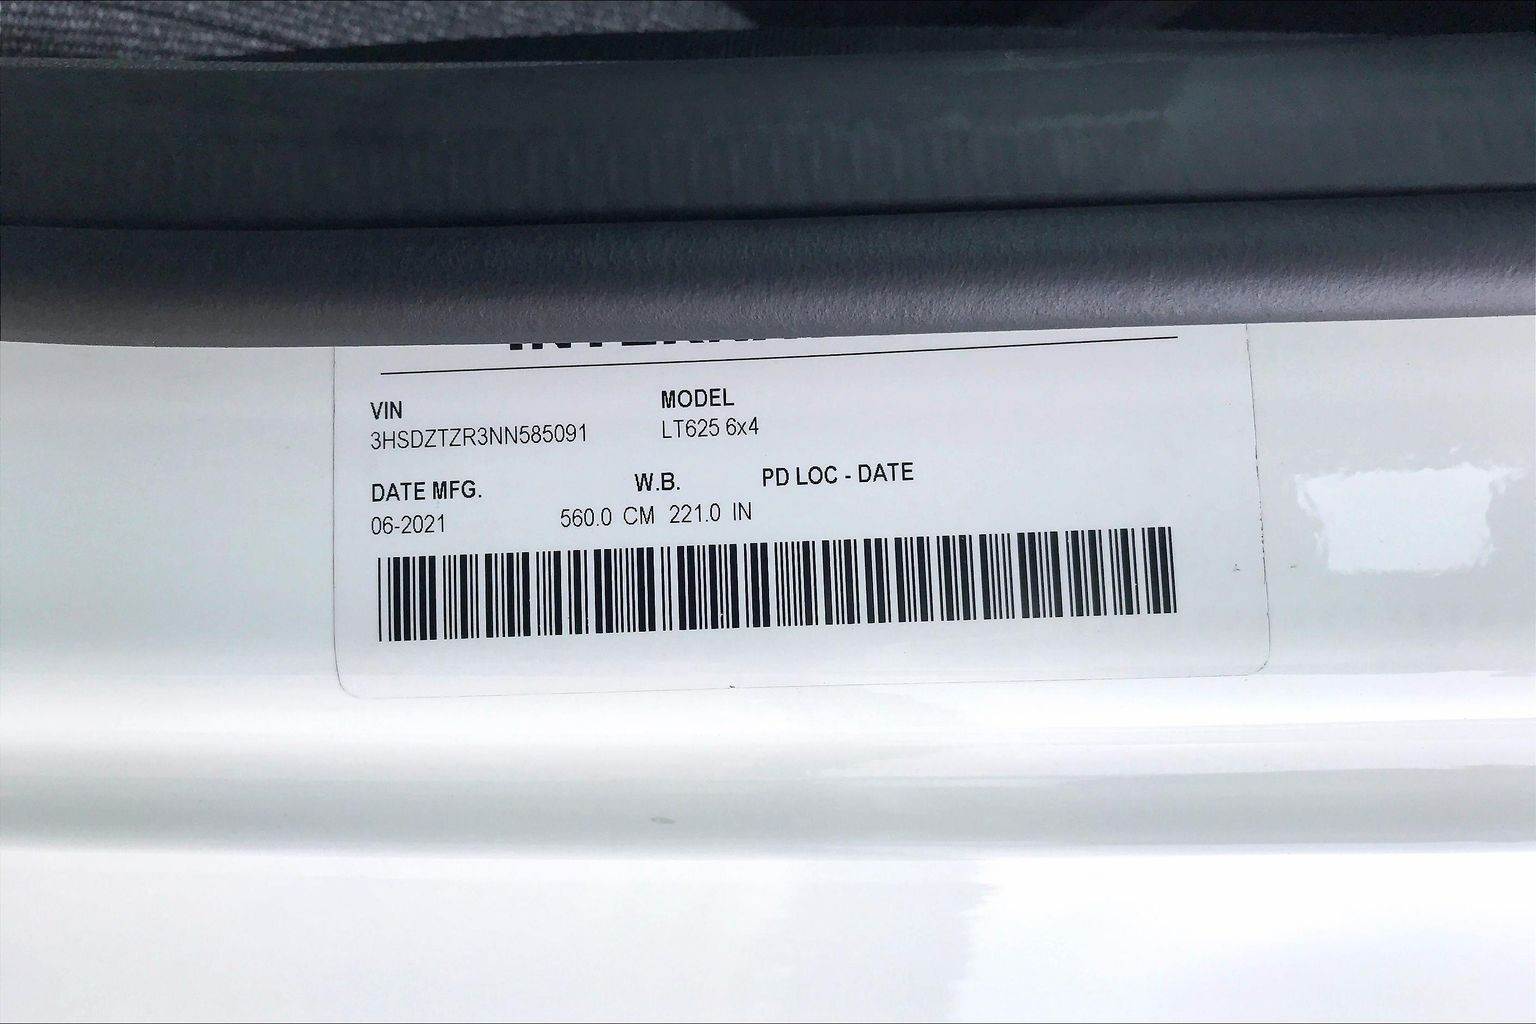 VIN MODEL
3HSDZTZR3NN585091 LT625 6x4
DATE MFG. W.B. PD LOC - DATE
06-2021 560.0 CM 221.0 IN